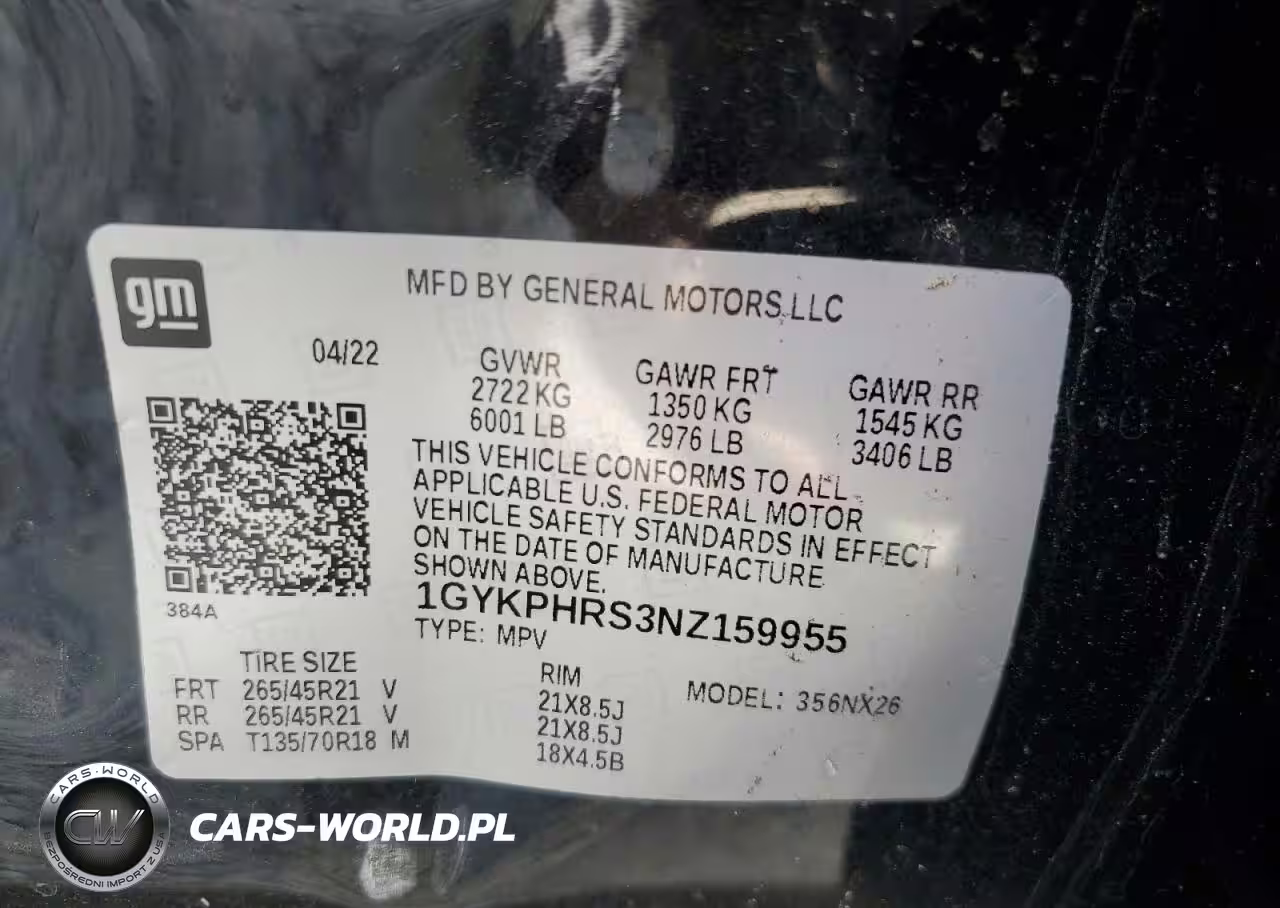 gm
MFD BY GENERAL MOTORS LLC
04/22
GVWR
2722 KG
6001 LB
GAWR FRT
1350 KG
2976 LB
GAWR RR
1545 KG
3406 LB
THIS VEHICLE CONFORMS TO ALL
APPLICABLE U.S. FEDERAL MOTOR
VEHICLE SAFETY STANDARDS IN EFFECT
ON THE DATE OF MANUFACTURE
SHOWN ABOVE.
1GYKPHRS3NZ159955
TYPE: MPV
384A
TIRE SIZE
RIM
MODEL: 356NX26
FRT 265/45R21 V 21X8.5J
RR 265/45R21 V 21X8.5J
SPA T135/70R18 M 18X4.5B
CARS-WORLD
CW
BEZPOŚREDNI IMPORT Z USA
CARS-WORLD.PL